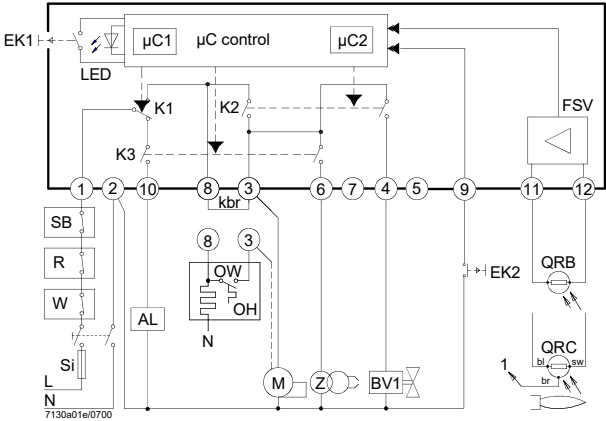 EK1
LED
µC1
µC control
µC2
K1
K2
K3
FSV
1
2
10
8
3
6
7
4
5
9
11
12
kbr
SB
R
W
Si
L
N
7130a01e/0700
AL
8
3
OW
OH
N
M
Z
BV1
EK2
QRB
QRC
1
bl
sw
br